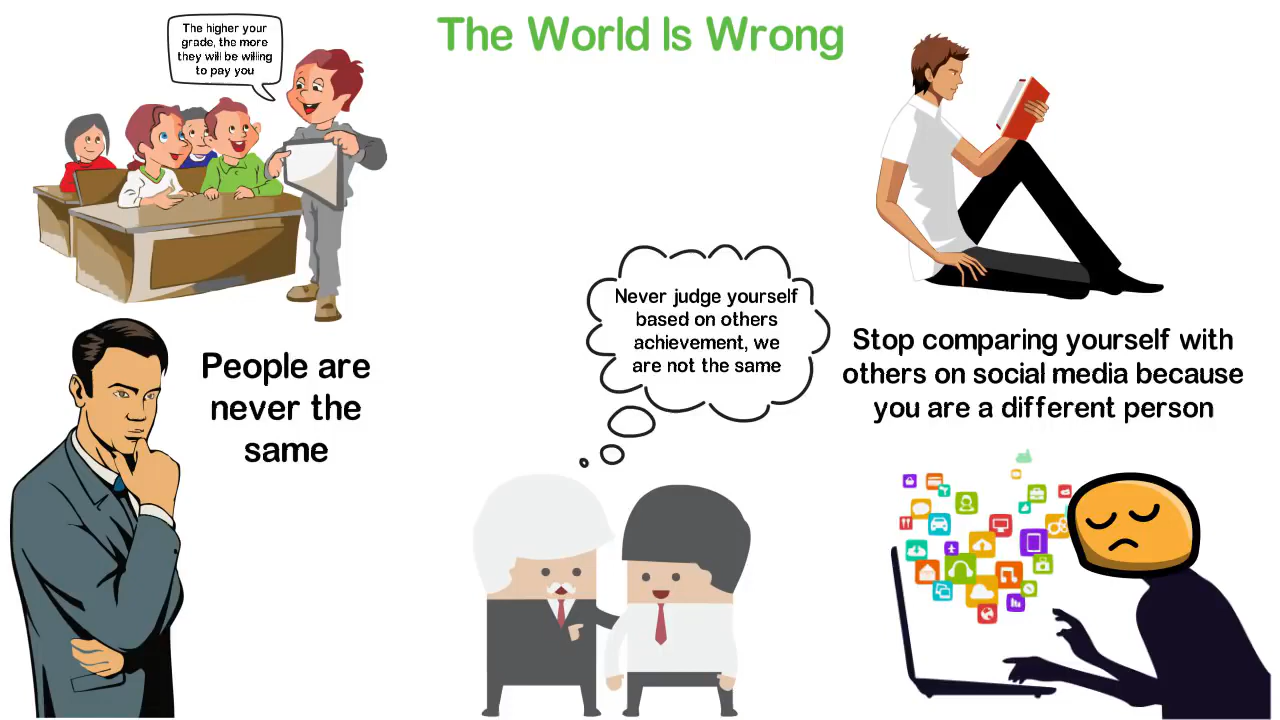 The World Is Wrong
The higher your
grade, the more
they will be willing
to pay you
People are
never the
same
Never judge yourself
based on others
achievement, we
are not the same
Stop comparing yourself with
others on social media because
you are a different person